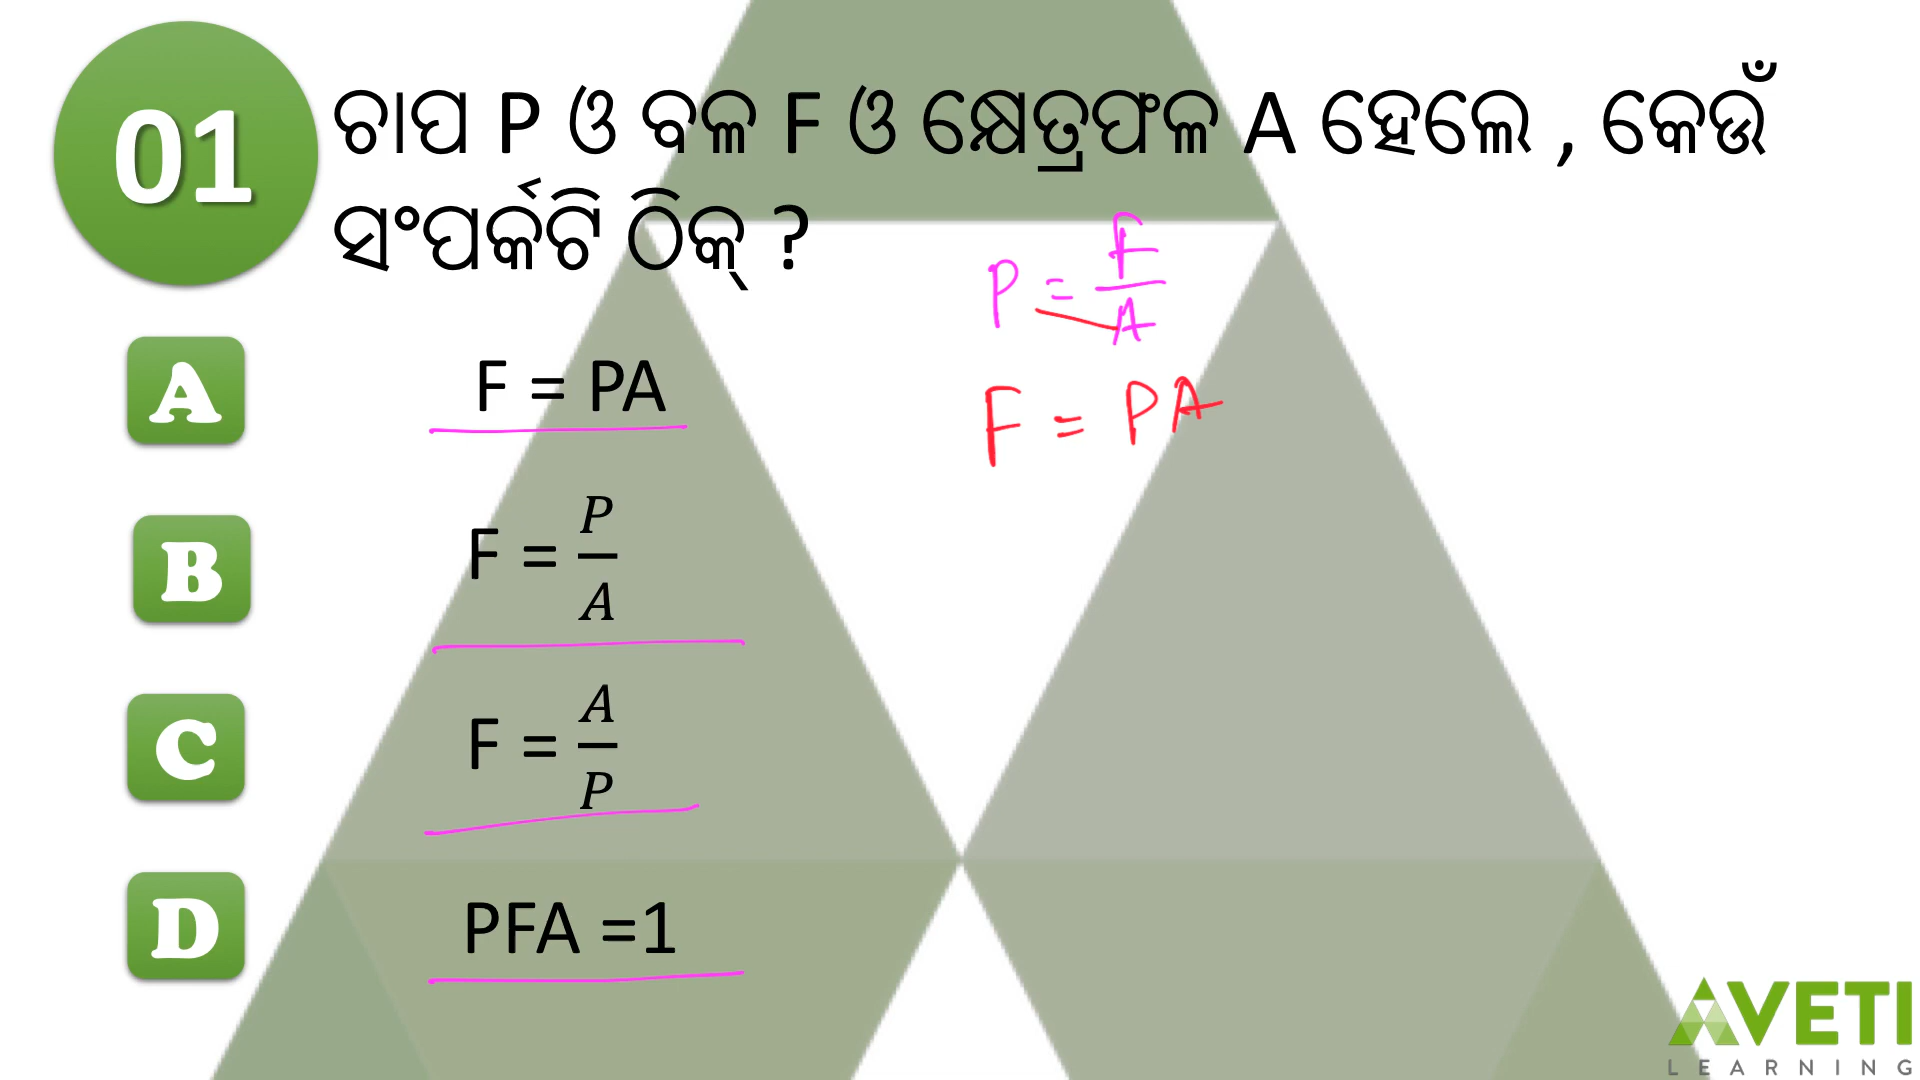 01
ଚାପ P ଓ ବଳ F ଓ କ୍ଷେତ୍ରଫଳ A ହେଲେ , କେଉଁ
ସଂପର୍କଟି ଠିକ୍ ?
P = F/A
A
F = PA
F = PA
B
F = P/A
C
F = A/P
D
PFA =1
AVETI
LEARNING